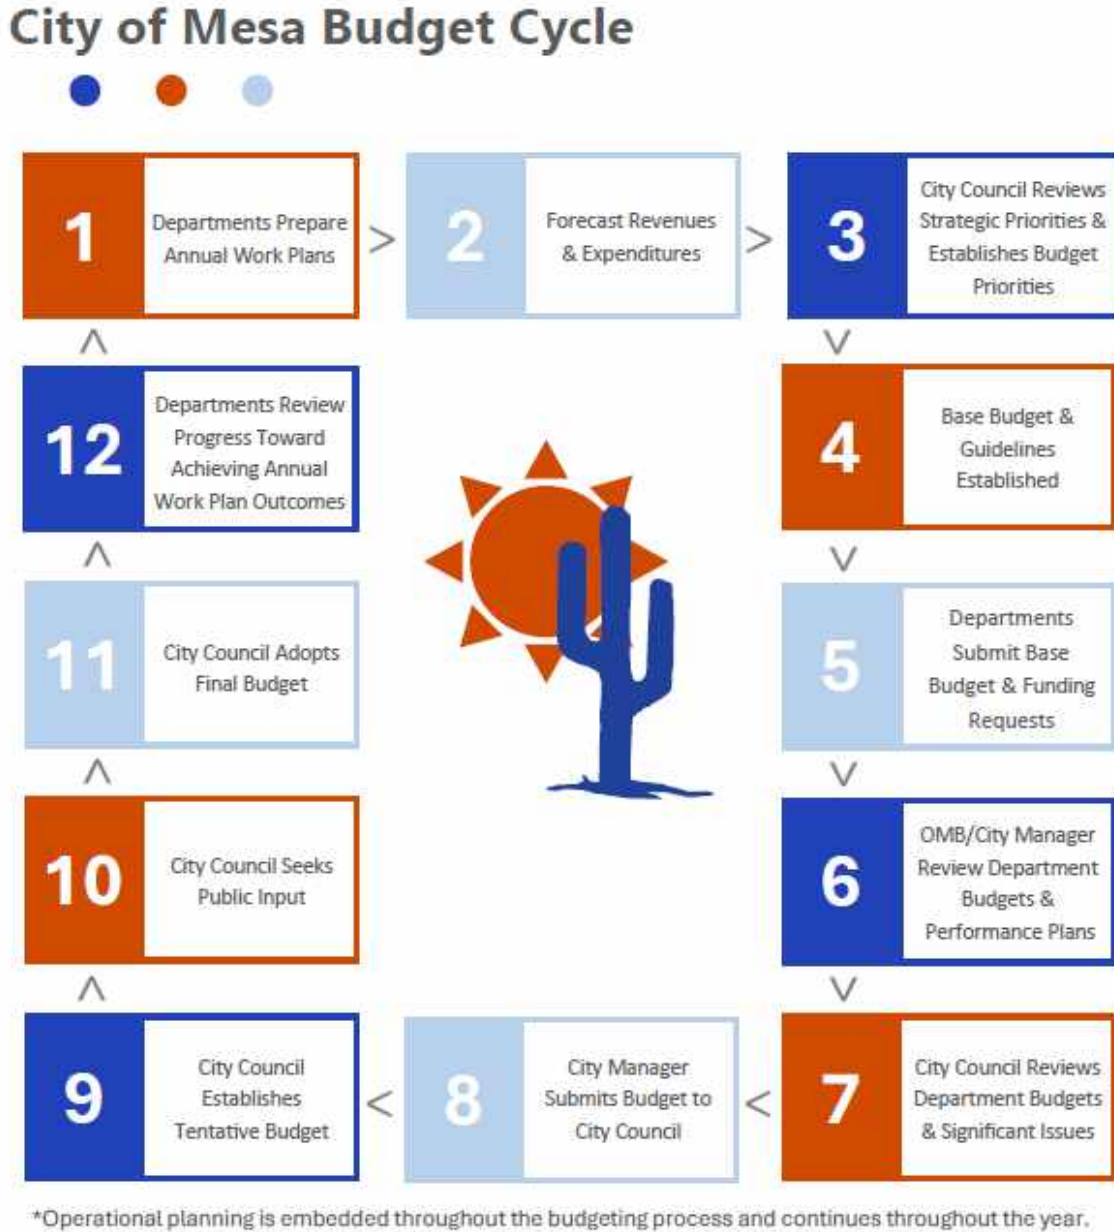 City of Mesa Budget Cycle
1
Departments Prepare
Annual Work Plans
>
2
Forecast Revenues
& Expenditures
>
3
City Council Reviews
Strategic Priorities &
Establishes Budget
Priorities
4
Base Budget &
Guidelines
Established
5
Departments
Submit Base
Budget & Funding
Requests
6
OMB/City Manager
Review Department
Budgets &
Performance Plans
7
City Council Reviews
Department Budgets
& Significant Issues
<
8
City Manager
Submits Budget to
City Council
<
9
City Council
Establishes
Tentative Budget
10
City Council Seeks
Public Input
11
City Council Adopts
Final Budget
12
Departments Review
Progress Toward
Achieving Annual
Work Plan Outcomes
*Operational planning is embedded throughout the budgeting process and continues throughout the year.